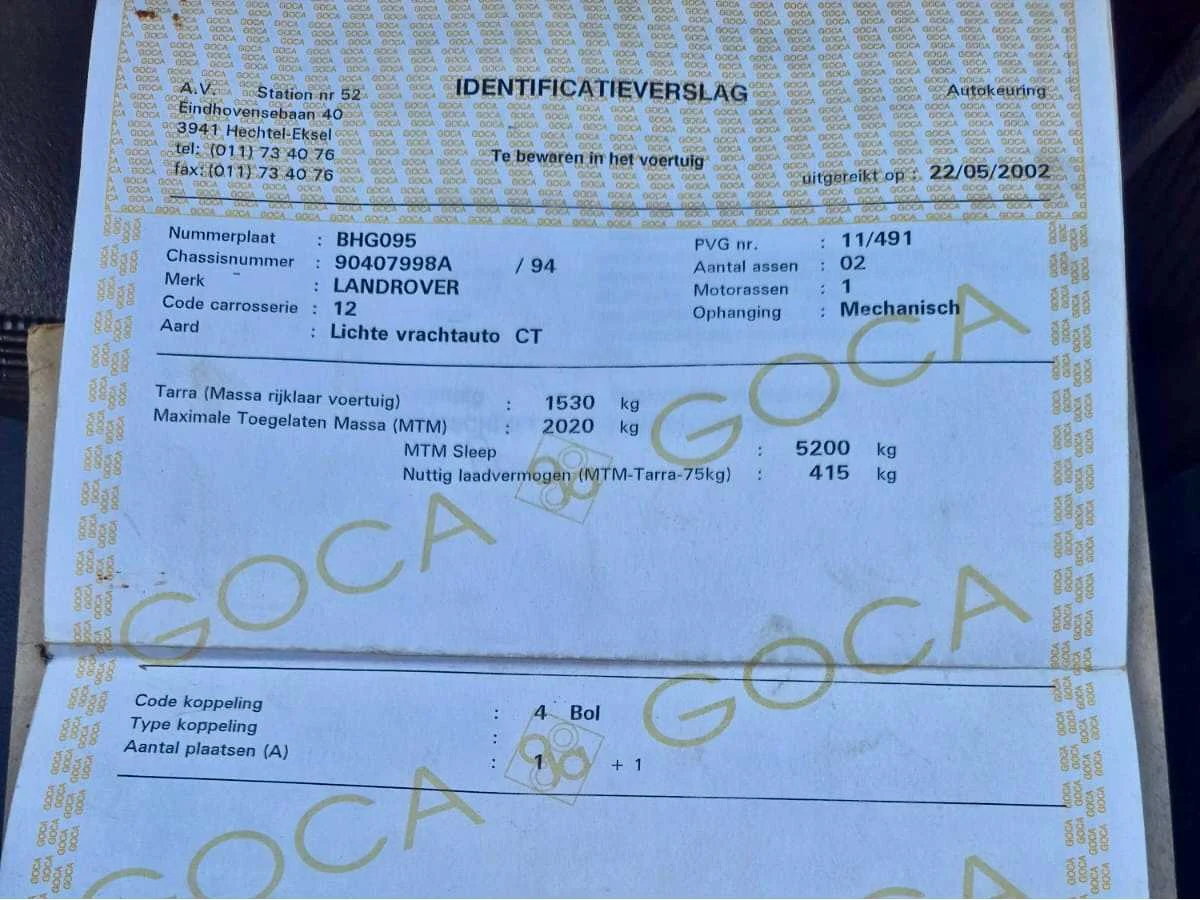 A.V. Station nr 52
Eindhovensebaan 40
3941 Hechtel-Eksel
tel: (011) 73 40 76
fax: (011) 73 40 76
IDENTIFICATIEVERSLAG
Te bewaren in het voertuig
Autokeuring
uitgereikt op : 22/05/2002
Nummerplaat : BHG095
Chassisnummer : 90407998A / 94
Merk : LANDROVER
Code carrosserie : 12
Aard : Lichte vrachtauto CT
PVG nr. : 11/491
Aantal assen : 02
Motorassen : 1
Ophanging : Mechanisch
Tarra (Massa rijklaar voertuig) : 1530 kg
Maximale Toegelaten Massa (MTM) : 2020 kg
MTM Sleep : 5200 kg
Nuttig laadvermogen (MTM-Tarra-75kg) : 415 kg
GOCA
GOCA
Code koppeling : 4 Bol
Type koppeling :
Aantal plaatsen (A) : 1 + 1
GOCA
GOCA